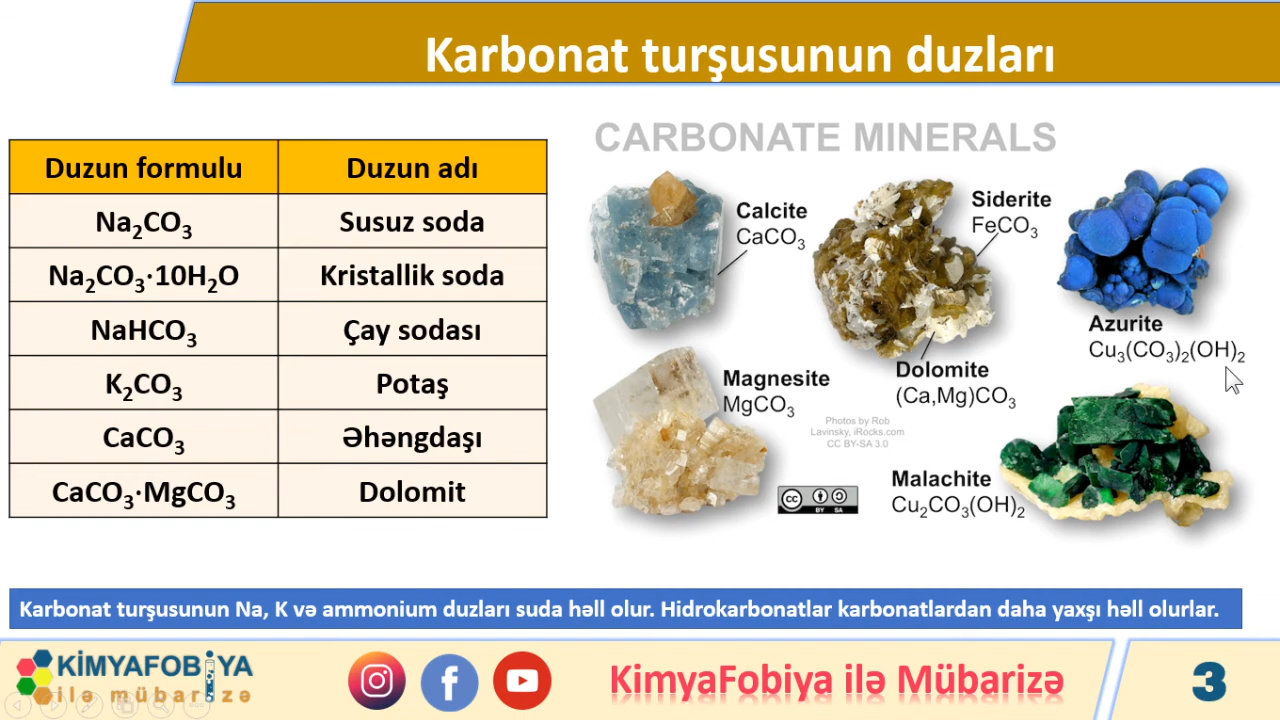 Karbonat turşusunun duzları
Duzun formulu Duzun adı
Na₂CO₃ Susuz soda
Na₂CO₃·10H₂O Kristallik soda
NaHCO₃ Çay sodası
K₂CO₃ Potaş
CaCO₃ Əhəngdaşı
CaCO₃·MgCO₃ Dolomit
CARBONATE MINERALS
Calcite
CaCO₃
Siderite
FeCO₃
Azurite
Cu₃(CO₃)₂(OH)₂
Magnesite
MgCO₃
Dolomite
(Ca,Mg)CO₃
Photos by Rob
Lavinsky, iRocks.com
CC BY-SA 3.0
cc BY SA
Malachite
Cu₂CO₃(OH)₂
Karbonat turşusunun Na, K və ammonium duzları suda həll olur. Hidrokarbonatlar karbonatlardan daha yaxşı həll olurlar.
KİMYAFOBİYA
ilə mübarizə
KimyaFobiya ilə Mübarizə
3